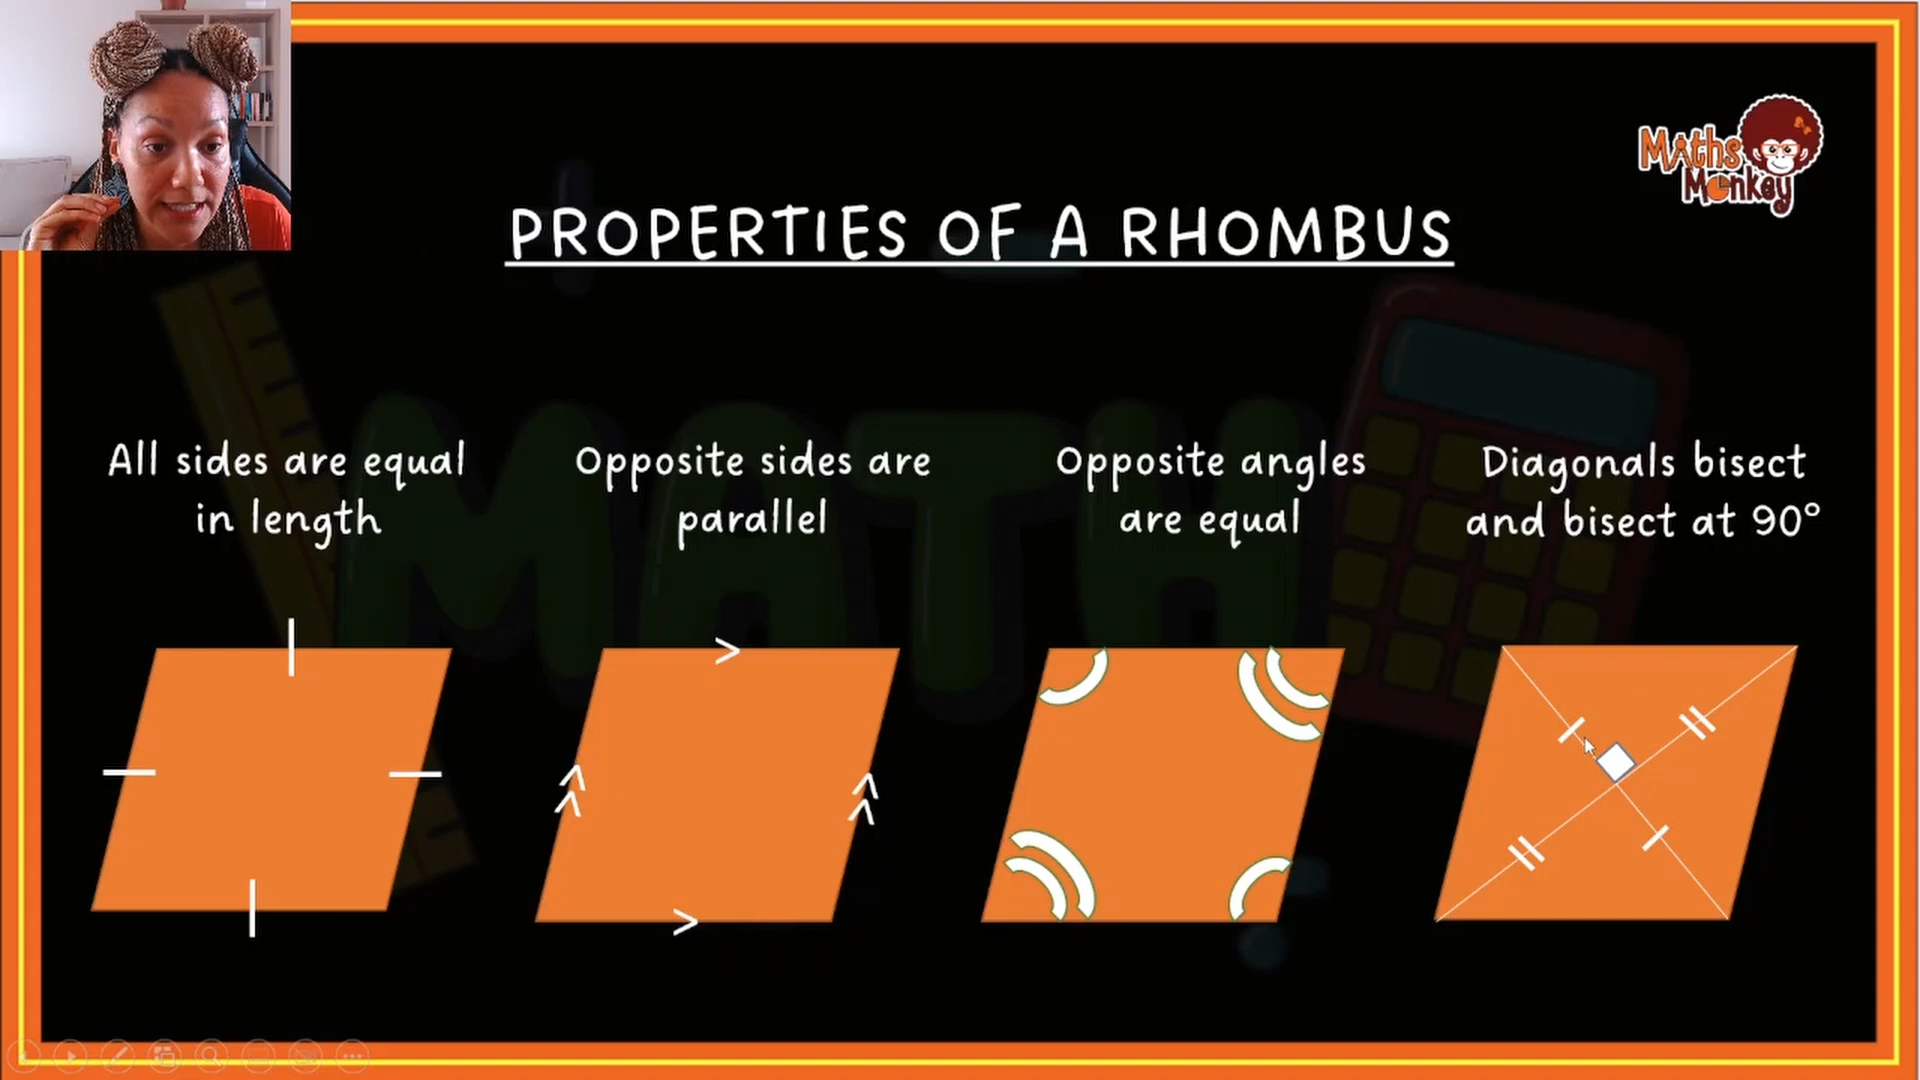 Maths
Monkey
PROPERTIES OF A RHOMBUS
All sides are equal
in length
Opposite sides are
parallel
Opposite angles
are equal
Diagonals bisect
and bisect at 90°
MATH